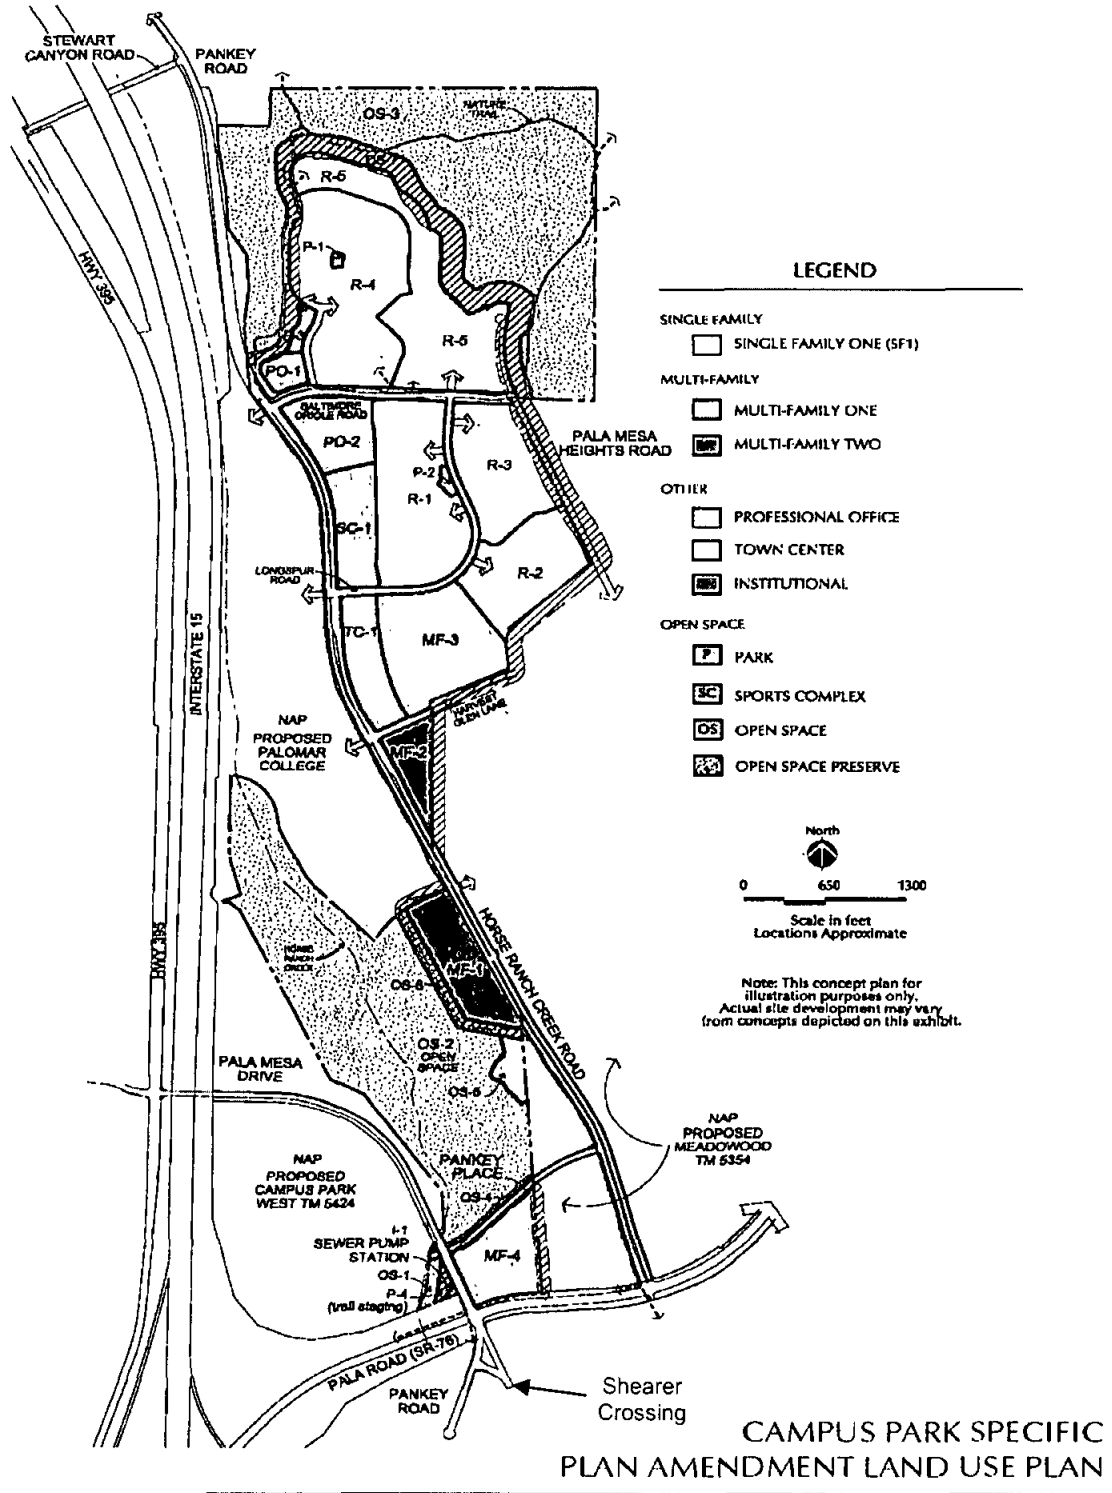 STEWART
CANYON ROAD
PANKEY
ROAD
OS-3
NATURE
TRAIL
R-5
HWY 395
P-1
R-4
R-5
PO-1
BALTIMORE
ORIOLE ROAD
PO-2
PALA MESA
HEIGHTS ROAD
R-3
P-2
R-1
SC-1
LONGSPUR
ROAD
R-2
TC-1
MF-3
INTERSTATE 15
HARVEST
GLEN LANE
NAP
PROPOSED
PALOMAR
COLLEGE
MF-2
HWY 395
HORSE
RANCH
CREEK
MF-1
HORSE RANCH CREEK ROAD
OS-2
OPEN
SPACE
PALA MESA
DRIVE
NAP
PROPOSED
MEADOWOOD
TM 5354
NAP
PROPOSED
CAMPUS PARK
WEST TM 5424
PANKEY
PLACE
OS-4
I-1
SEWER PUMP
STATION
OS-1
P-4
(trail staging)
MF-4
PALA ROAD (SR-76)
PANKEY
ROAD
Shearer
Crossing
LEGEND
SINGLE FAMILY
SINGLE FAMILY ONE (SF1)
MULTI-FAMILY
MULTI-FAMILY ONE
MULTI-FAMILY TWO
OTHER
PROFESSIONAL OFFICE
TOWN CENTER
INSTITUTIONAL
OPEN SPACE
P PARK
SC SPORTS COMPLEX
OS OPEN SPACE
OPEN SPACE PRESERVE
North
0 650 1300
Scale in feet
Locations Approximate
Note: This concept plan for
illustration purposes only.
Actual site development may vary
from concepts depicted on this exhibit.
CAMPUS PARK SPECIFIC
PLAN AMENDMENT LAND USE PLAN